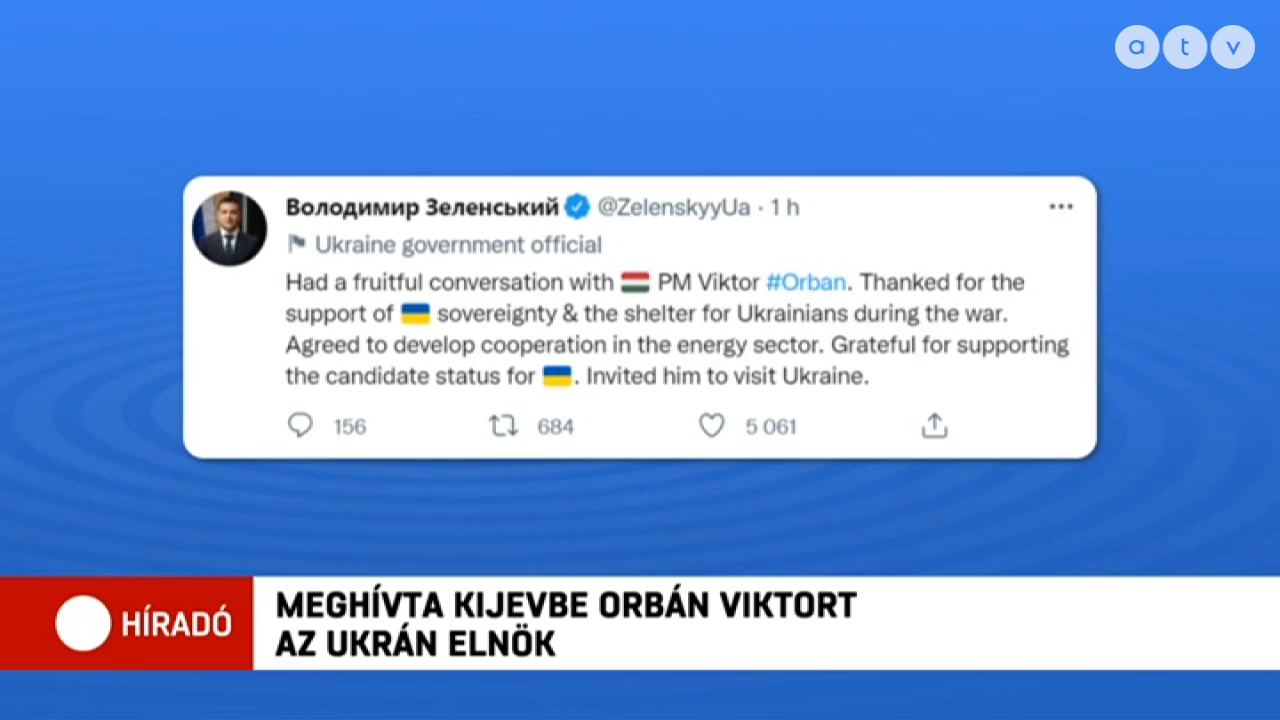 a t v
Володимир Зеленський @ZelenskyyUa · 1 h
Ukraine government official
Had a fruitful conversation with 🇭🇺 PM Viktor #Orban. Thanked for the
support of 🇺🇦 sovereignty & the shelter for Ukrainians during the war.
Agreed to develop cooperation in the energy sector. Grateful for supporting
the candidate status for 🇺🇦. Invited him to visit Ukraine.
156 684 5 061
HÍRADÓ
MEGHÍVTA KIJEVBE ORBÁN VIKTORT
AZ UKRÁN ELNÖK